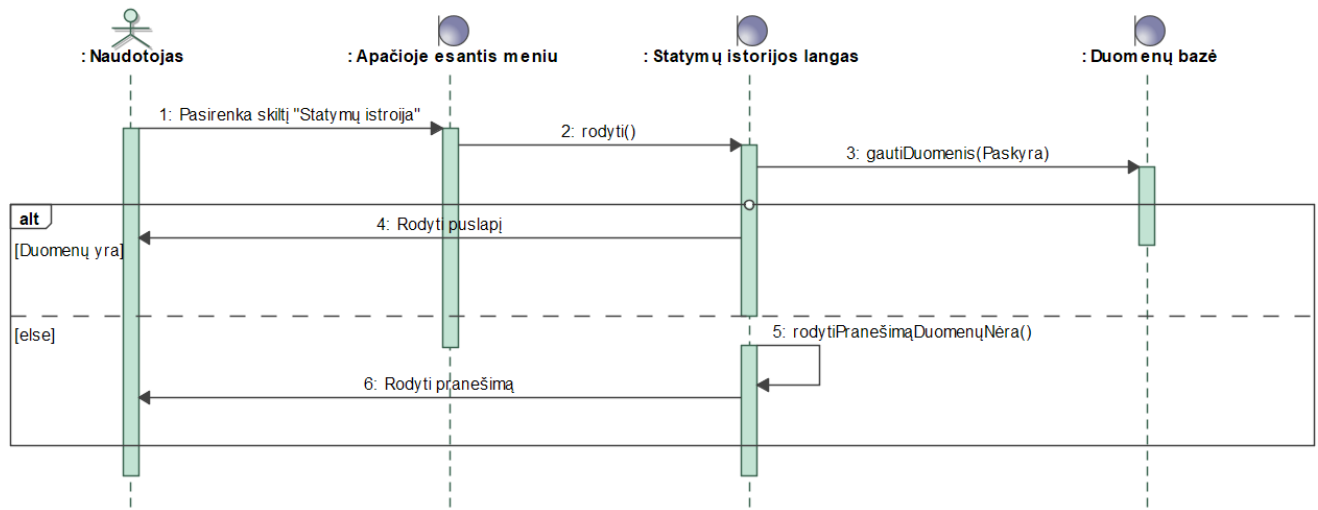 : Naudotojas
: Apačioje esantis meniu
: Statymų istorijos langas
: Duomenų bazė
1: Pasirenka skiltį "Statymų istroija"
2: rodyti()
3: gautiDuomenis(Paskyra)
alt
4: Rodyti puslapį
[Duomenų yra]
[else]
5: rodytiPranešimąDuomenųNėra()
6: Rodyti pranešimą